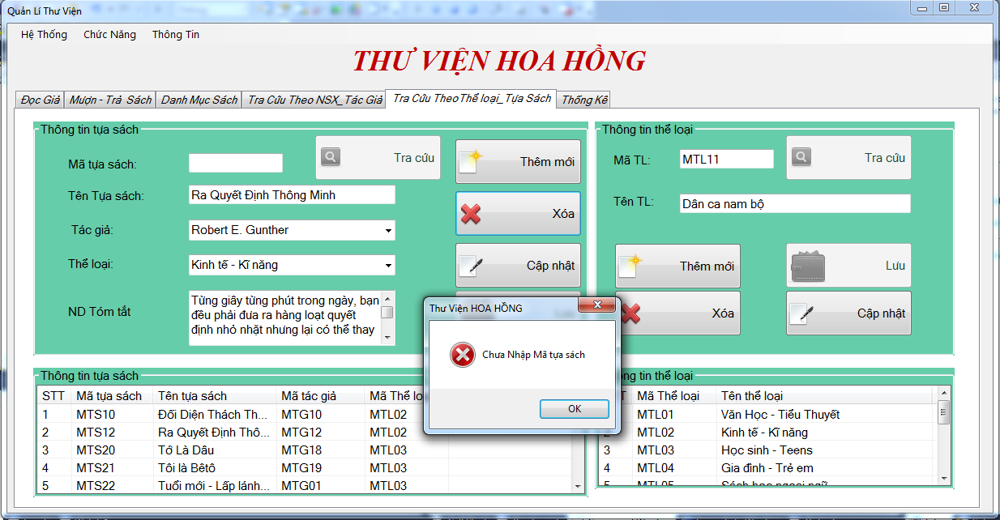 Quản Lí Thư Viện
Hệ Thống Chức Năng Thông Tin
THƯ VIỆN HOA HỒNG
Đọc Giả Mượn - Trả Sách Danh Mục Sách Tra Cứu Theo NSX_Tác Giả Tra Cứu TheoThể loại_Tựa Sách Thống Kê
Thông tin tựa sách
Mã tựa sách:
Tra cứu
Thêm mới
Tên Tựa sách: Ra Quyết Định Thông Minh
Xóa
Tác giả: Robert E. Gunther
Thể loại: Kinh tế - Kĩ năng
Cập nhật
ND Tóm tắt
Từng giây từng phút trong ngày, bạn
đều phải đưa ra hàng loạt quyết
định nhỏ nhặt nhưng lại có thể thay
Thông tin thể loại
Mã TL: MTL11
Tra cứu
Tên TL: Dân ca nam bộ
Thêm mới
Lưu
Xóa
Cập nhật
Thư Viện HOA HỒNG
Chưa Nhập Mã tựa sách
OK
Thông tin tựa sách
STT Mã tựa sách Tên tựa sách Mã tác giả Mã Thể lo
1 MTS10 Đối Diện Thách Th... MTG10 MTL02
2 MTS12 Ra Quyết Định Thô... MTG12 MTL02
3 MTS20 Tớ Là Dâu MTG18 MTL03
4 MTS21 Tôi là Bêtô MTG19 MTL03
5 MTS22 Tuổi mới - Lấp lánh... MTG01 MTL03
ng tin thể loại
T Mã Thể loại Tên thể loại
MTL01 Văn Học - Tiểu Thuyết
2 MTL02 Kinh tế - Kĩ năng
3 MTL03 Học sinh - Teens
4 MTL04 Gia đình - Trẻ em
5 MTL05 Sách học ngoại ngữ